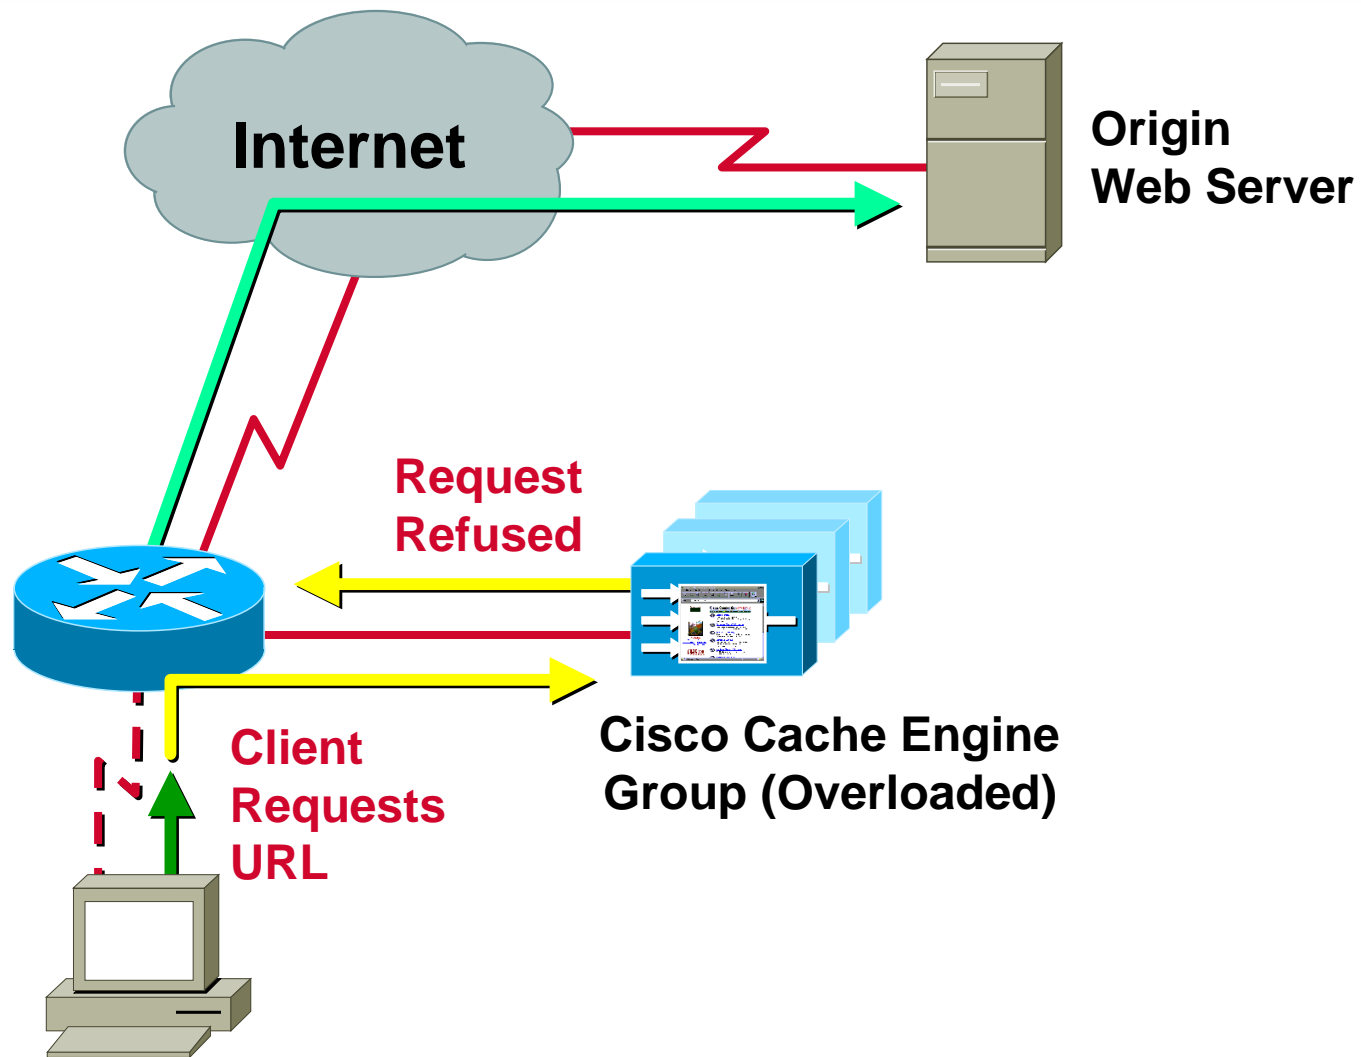 Internet
Origin
Web Server
Request
Refused
Client
Requests
URL
Cisco Cache Engine
Group (Overloaded)